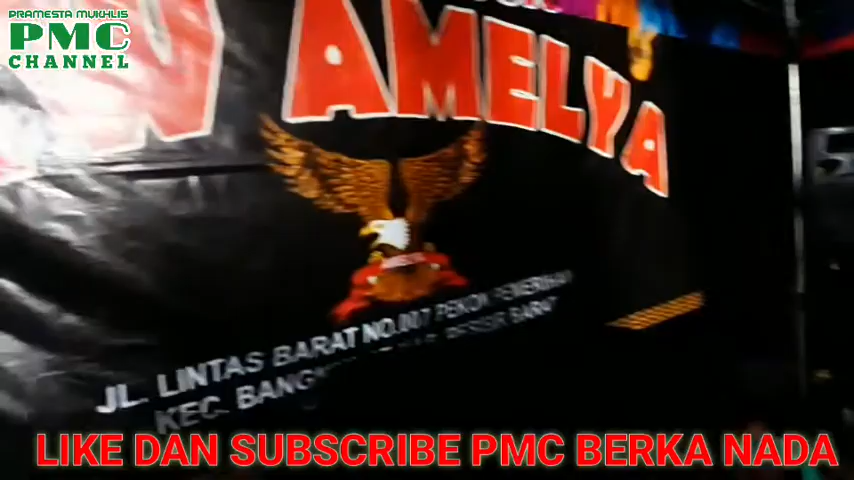 PRAMESTA MUKHLIS
PMC
CHANNEL
W AMELYA
JL. LINTAS BARAT NO.007 PEKON
KEC. BANGK
BARAT
LIKE DAN SUBSCRIBE PMC BERKA NADA